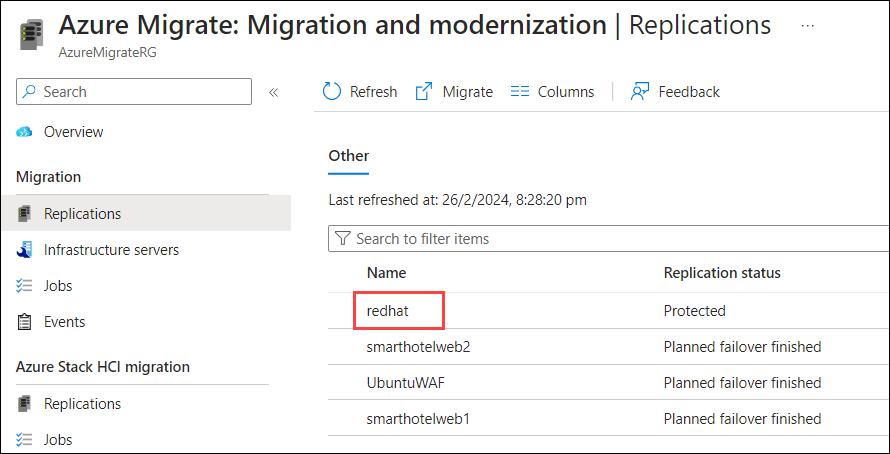 Azure Migrate: Migration and modernization | Replications ...
AzureMigrateRG
Search
«
Refresh Migrate Columns Feedback
Overview
Migration
Replications
Infrastructure servers
Jobs
Events
Azure Stack HCI migration
Replications
Jobs
Other
Last refreshed at: 26/2/2024, 8:28:20 pm
Search to filter items
Name Replication status
redhat Protected
smarthotelweb2 Planned failover finished
UbuntuWAF Planned failover finished
smarthotelweb1 Planned failover finished